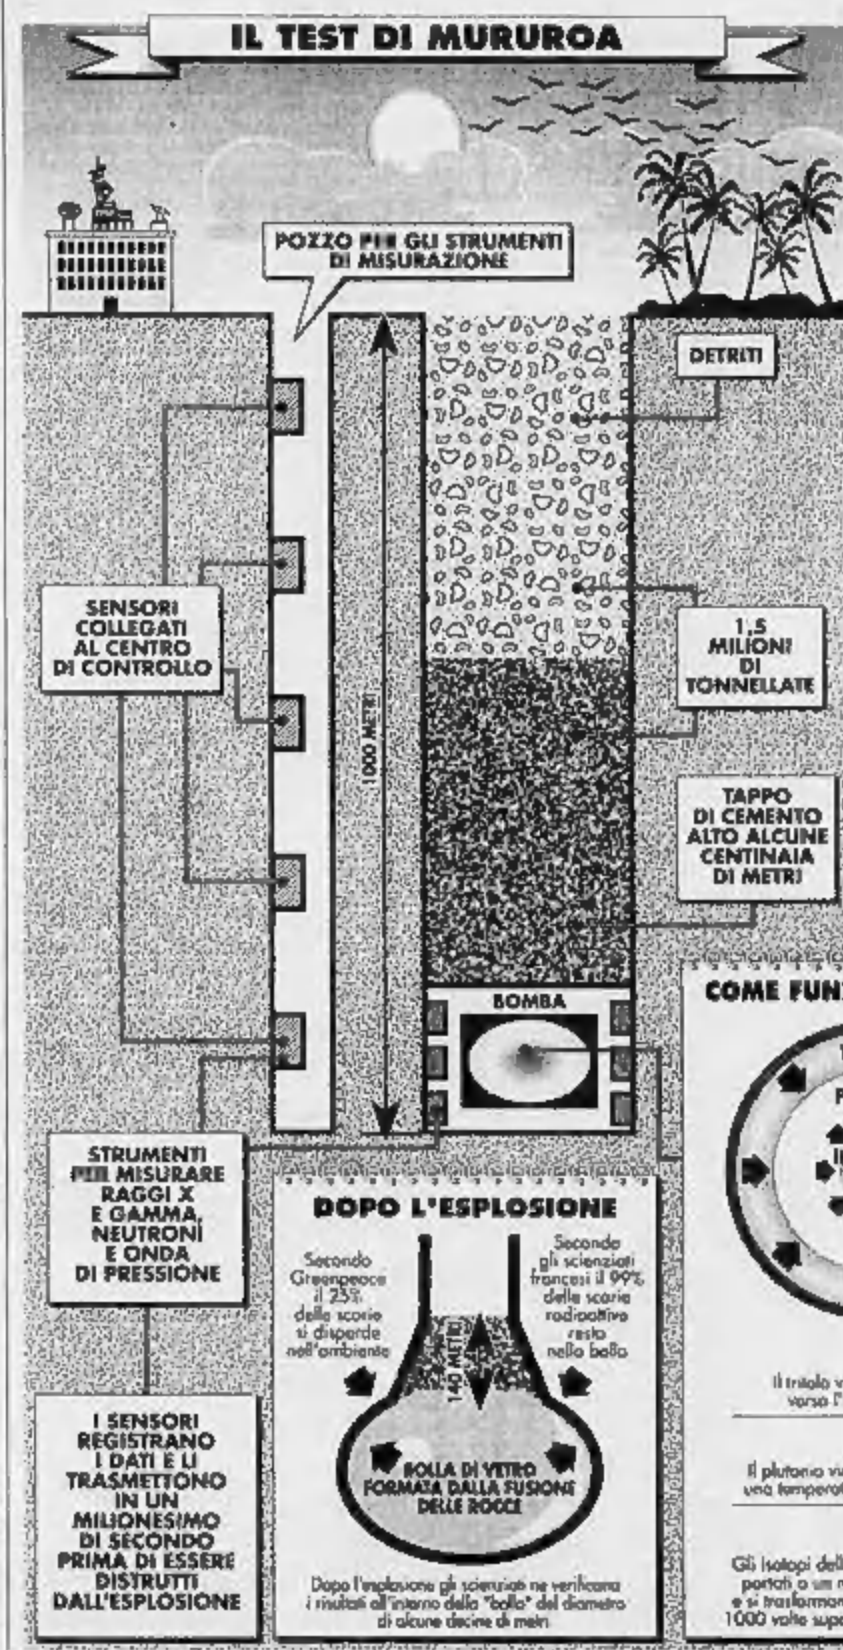 IL TEST DI MURUROA
POZZO PER GLI STRUMENTI
DI MISURAZIONE
DETRITI
SENSORI
COLLEGATI
AL CENTRO
DI CONTROLLO
1000 METRI
1,5
MILIONI
DI
TONNELLATE
TAPPO
DI CEMENTO
ALTO ALCUNE
CENTINAIA
DI METRI
BOMBA
STRUMENTI
PER MISURARE
RAGGI X
E GAMMA,
NEUTRONI
E ONDA
DI PRESSIONE
I SENSORI
REGISTRANO
I DATI E LI
TRASMETTONO
IN UN
MILIONESIMO
DI SECONDO
PRIMA DI ESSERE
DISTRUTTI
DALL'ESPLOSIONE
DOPO L'ESPLOSIONE
Secondo
Greenpeace
il 25%
delle scorie
si disperde
nell'ambiente
Secondo
gli scienziati
francesi il 99%
delle scorie
radioattive
resta
nella bolla
140 METRI
BOLLA DI VETRO
FORMATA DALLA FUSIONE
DELLE ROCCE
Dopo l'esplosione gli scienziati ne verificano
i risultati all'interno della "bolla" del diametro
di alcune decine di metri
COME FUN
Il tritolo v
verso l'
Il plutonio
una temperat
Gli isotopi dell
portati a un
e si trasforman
1000 volte supe